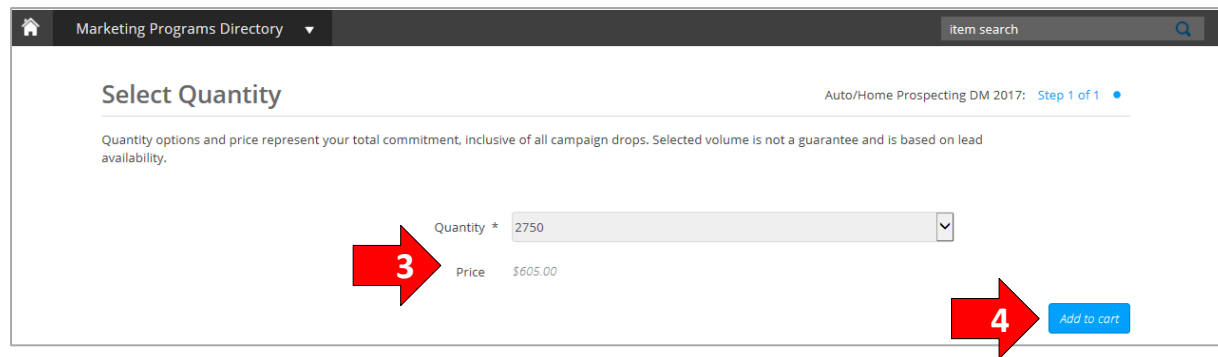 Marketing Programs Directory
item search
Select Quantity
Auto/Home Prospecting DM 2017: Step 1 of 1
Quantity options and price represent your total commitment, inclusive of all campaign drops. Selected volume is not a guarantee and is based on lead
availability.
Quantity * 2750
3
Price $605.00
4
Add to cart